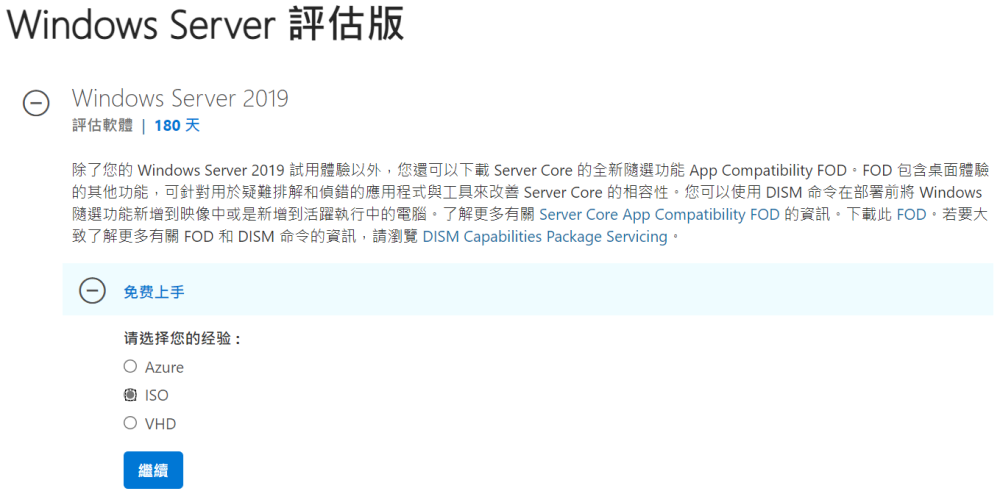 Windows Server 評估版
Windows Server 2019
評估軟體 | 180 天
除了您的 Windows Server 2019 試用體驗以外，您還可以下載 Server Core 的全新隨選功能 App Compatibility FOD。FOD 包含桌面體驗
的其他功能，可針對用於疑難排解和偵錯的應用程式與工具來改善 Server Core 的相容性。您可以使用 DISM 命令在部署前將 Windows
隨選功能新增到映像中或是新增到活躍執行中的電腦。了解更多有關 Server Core App Compatibility FOD 的資訊。下載此 FOD。若要大
致了解更多有關 FOD 和 DISM 命令的資訊，請瀏覽 DISM Capabilities Package Servicing。
免费上手
请选择您的经验：
Azure
ISO
VHD
繼續